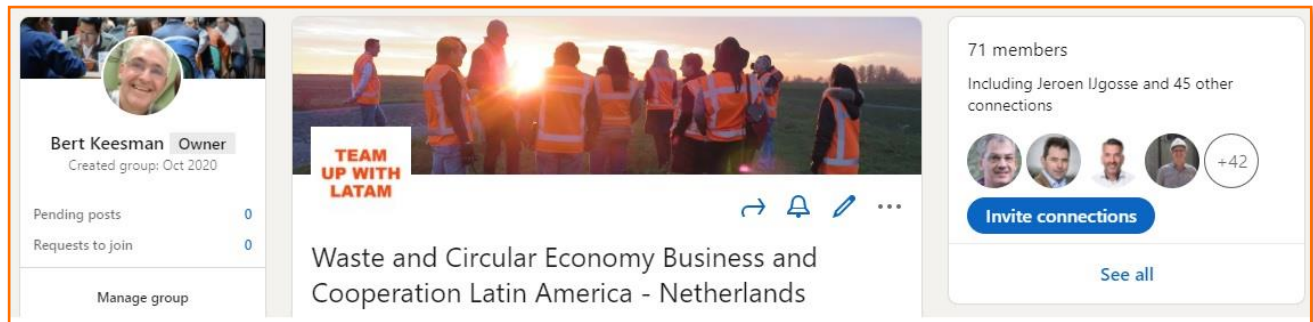 Bert Keesman Owner
Created group: Oct 2020
Pending posts 0
Requests to join 0
Manage group
TEAM
UP WITH
LATAM
Waste and Circular Economy Business and
Cooperation Latin America - Netherlands
71 members
Including Jeroen IJgosse and 45 other
connections
+42
Invite connections
See all